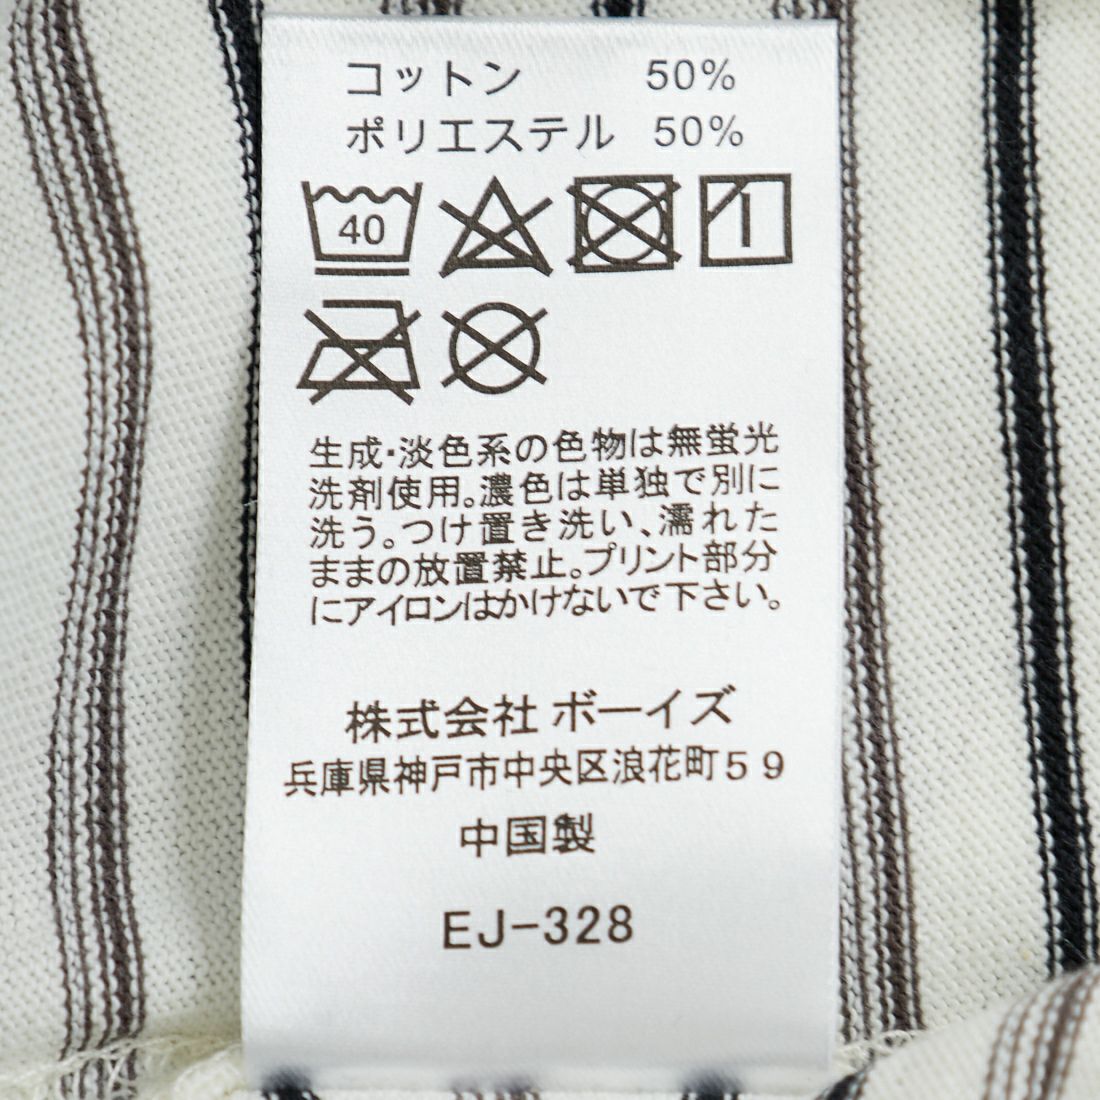 コットン 50%
ポリエステル 50%
40
生成・淡色系の色物は無蛍光
洗剤使用。濃色は単独で別に
洗う。つけ置き洗い、濡れた
ままの放置禁止。プリント部分
にアイロンはかけないで下さい。
株式会社 ボーイズ
兵庫県神戸市中央区浪花町59
中国製
EJ-328